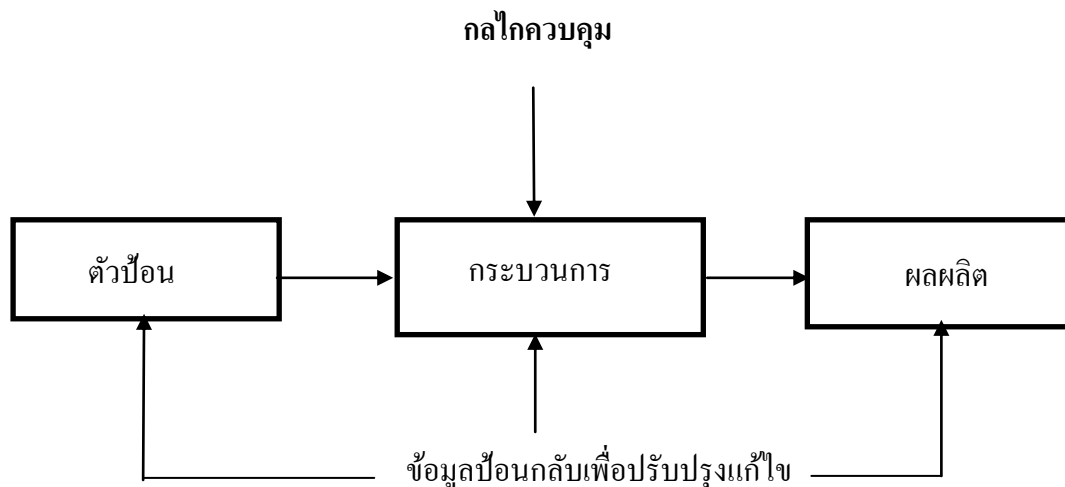 กลไกควบคุม
ตัวป้อน
กระบวนการ
ผลผลิต
ข้อมูลป้อนกลับเพื่อปรับปรุงแก้ไข